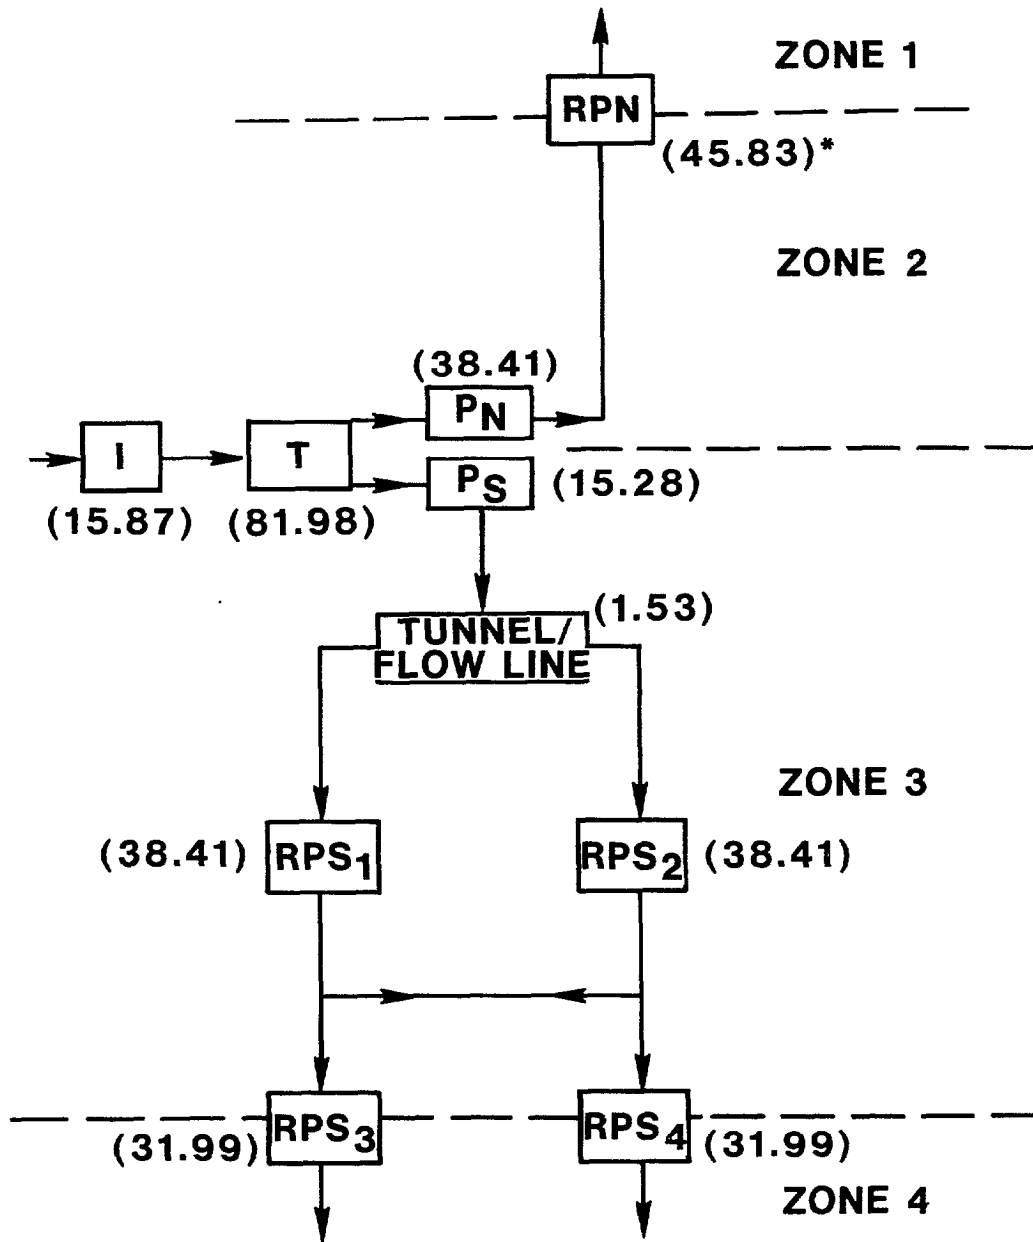 ZONE 1
RPN
(45.83)*
ZONE 2
(38.41)
PN
I
T
PS
(15.28)
(15.87)
(81.98)
(1.53)
TUNNEL/
FLOW LINE
ZONE 3
(38.41)
RPS1
RPS2
(38.41)
RPS3
RPS4
(31.99)
(31.99)
ZONE 4